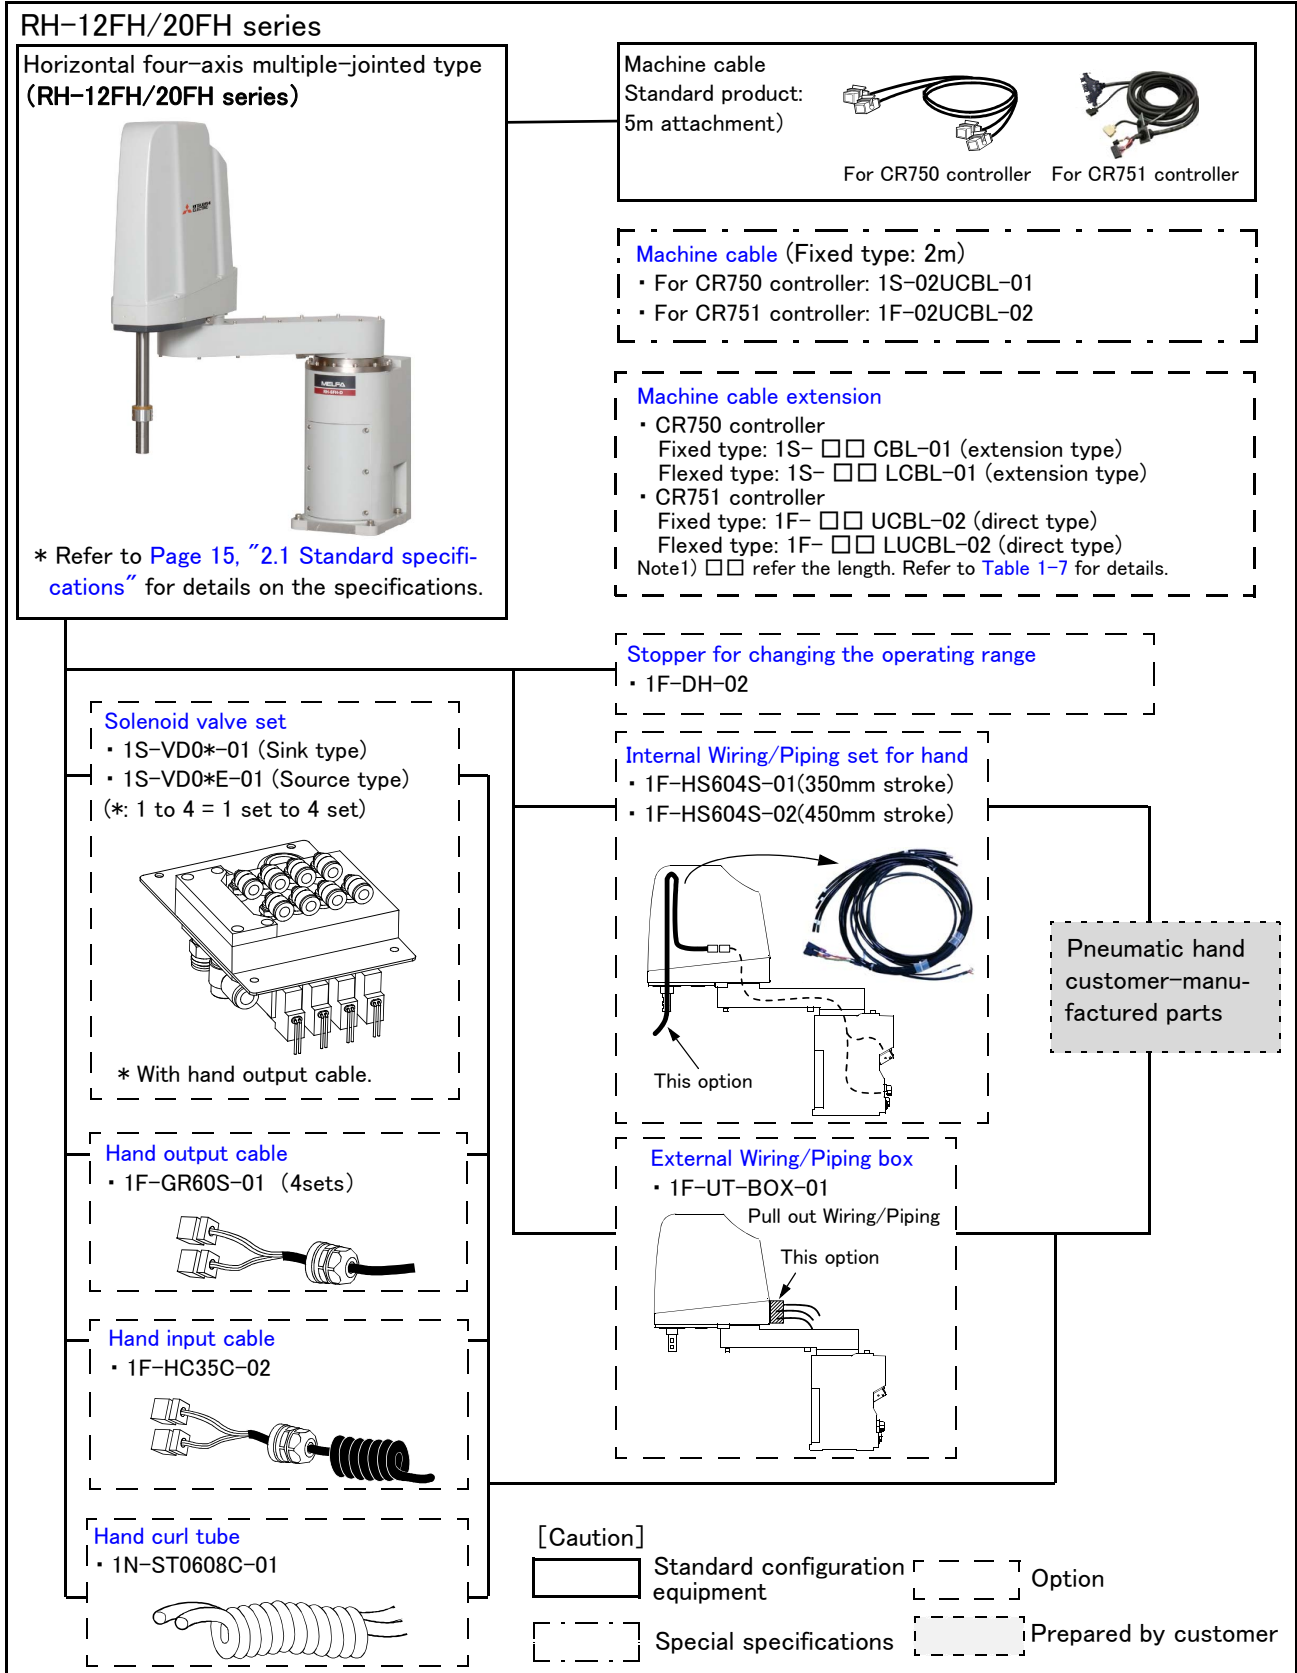 RH-12FH/20FH series
Horizontal four-axis multiple-jointed type
(RH-12FH/20FH series)
MITSUBISHI
ELECTRIC
MELFA
* Refer to Page 15, "2.1 Standard specifi-
cations" for details on the specifications.
Machine cable
Standard product:
5m attachment)
For CR750 controller For CR751 controller
Machine cable (Fixed type: 2m)
・For CR750 controller: 1S-02UCBL-01
・For CR751 controller: 1F-02UCBL-02
Machine cable extension
・CR750 controller
Fixed type: 1S- □□ CBL-01 (extension type)
Flexed type: 1S- □□ LCBL-01 (extension type)
・CR751 controller
Fixed type: 1F- □□ UCBL-02 (direct type)
Flexed type: 1F- □□ LUCBL-02 (direct type)
Note1) □□ refer the length. Refer to Table 1-7 for details.
Stopper for changing the operating range
・1F-DH-02
Solenoid valve set
・1S-VD0*-01 (Sink type)
・1S-VD0*E-01 (Source type)
(*: 1 to 4 = 1 set to 4 set)
* With hand output cable.
Internal Wiring/Piping set for hand
・1F-HS604S-01(350mm stroke)
・1F-HS604S-02(450mm stroke)
This option
Pneumatic hand
customer-manu-
factured parts
Hand output cable
・1F-GR60S-01 (4sets)
External Wiring/Piping box
・1F-UT-BOX-01
Pull out Wiring/Piping
This option
Hand input cable
・1F-HC35C-02
Hand curl tube
・1N-ST0608C-01
[Caution]
Standard configuration
equipment
Option
Special specifications
Prepared by customer